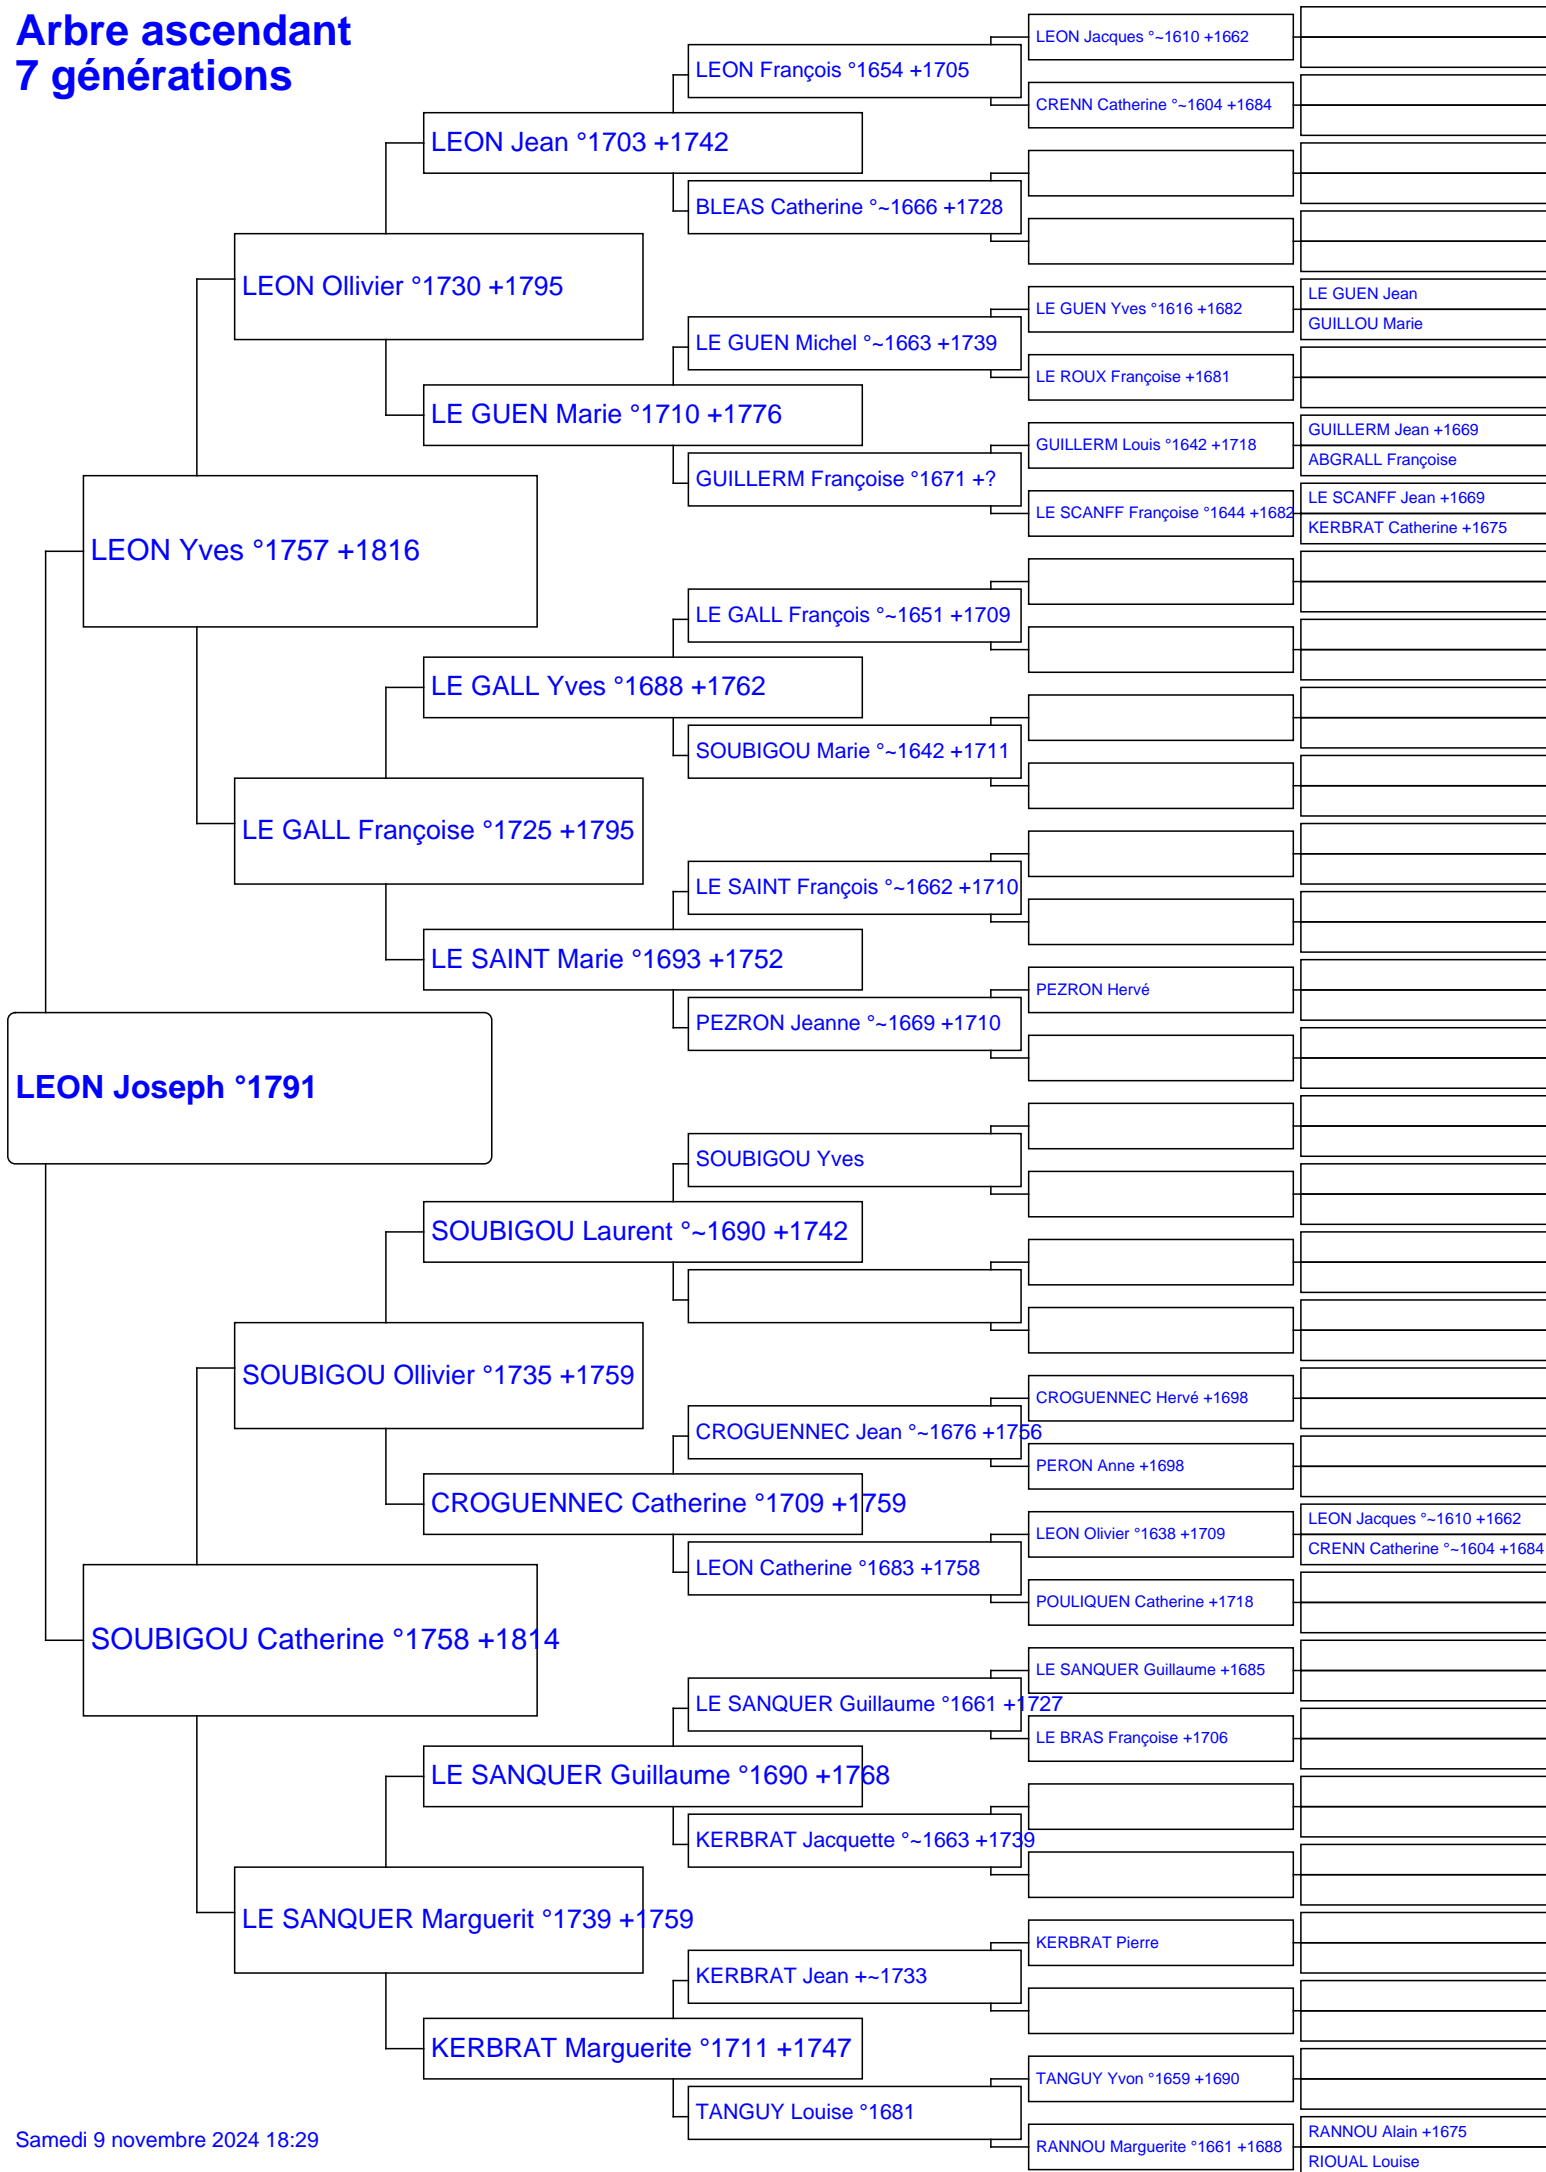 Arbre ascendant
7 générations
LEON Jacques °~1610 +1662
LEON François °1654 +1705
CRENN Catherine °~1604 +1684
LEON Jean °1703 +1742
BLEAS Catherine °~1666 +1728
LEON Ollivier °1730 +1795
LE GUEN Jean
LE GUEN Yves °1616 +1682
GUILLOU Marie
LE GUEN Michel °~1663 +1739
LE ROUX Françoise +1681
LE GUEN Marie °1710 +1776
GUILLERM Jean +1669
GUILLERM Louis °1642 +1718
ABGRALL Françoise
GUILLERM Françoise °1671 +?
LE SCANFF Jean +1669
LE SCANFF Françoise °1644 +1682
KERBRAT Catherine +1675
LEON Yves °1757 +1816
LE GALL François °~1651 +1709
LE GALL Yves °1688 +1762
SOUBIGOU Marie °~1642 +1711
LE GALL Françoise °1725 +1795
LE SAINT François °~1662 +1710
LE SAINT Marie °1693 +1752
PEZRON Hervé
PEZRON Jeanne °~1669 +1710
LEON Joseph °1791
SOUBIGOU Yves
SOUBIGOU Laurent °~1690 +1742
SOUBIGOU Ollivier °1735 +1759
CROGUENNEC Hervé +1698
CROGUENNEC Jean °~1676 +1756
PERON Anne +1698
CROGUENNEC Catherine °1709 +1759
LEON Jacques °~1610 +1662
LEON Olivier °1638 +1709
CRENN Catherine °~1604 +1684
LEON Catherine °1683 +1758
POULIQUEN Catherine +1718
SOUBIGOU Catherine °1758 +1814
LE SANQUER Guillaume +1685
LE SANQUER Guillaume °1661 +1727
LE BRAS Françoise +1706
LE SANQUER Guillaume °1690 +1768
KERBRAT Jacquette °~1663 +1739
LE SANQUER Marguerit °1739 +1759
KERBRAT Pierre
KERBRAT Jean +~1733
KERBRAT Marguerite °1711 +1747
TANGUY Yvon °1659 +1690
TANGUY Louise °1681
RANNOU Alain +1675
RANNOU Marguerite °1661 +1688
RIOUAL Louise
Samedi 9 novembre 2024 18:29